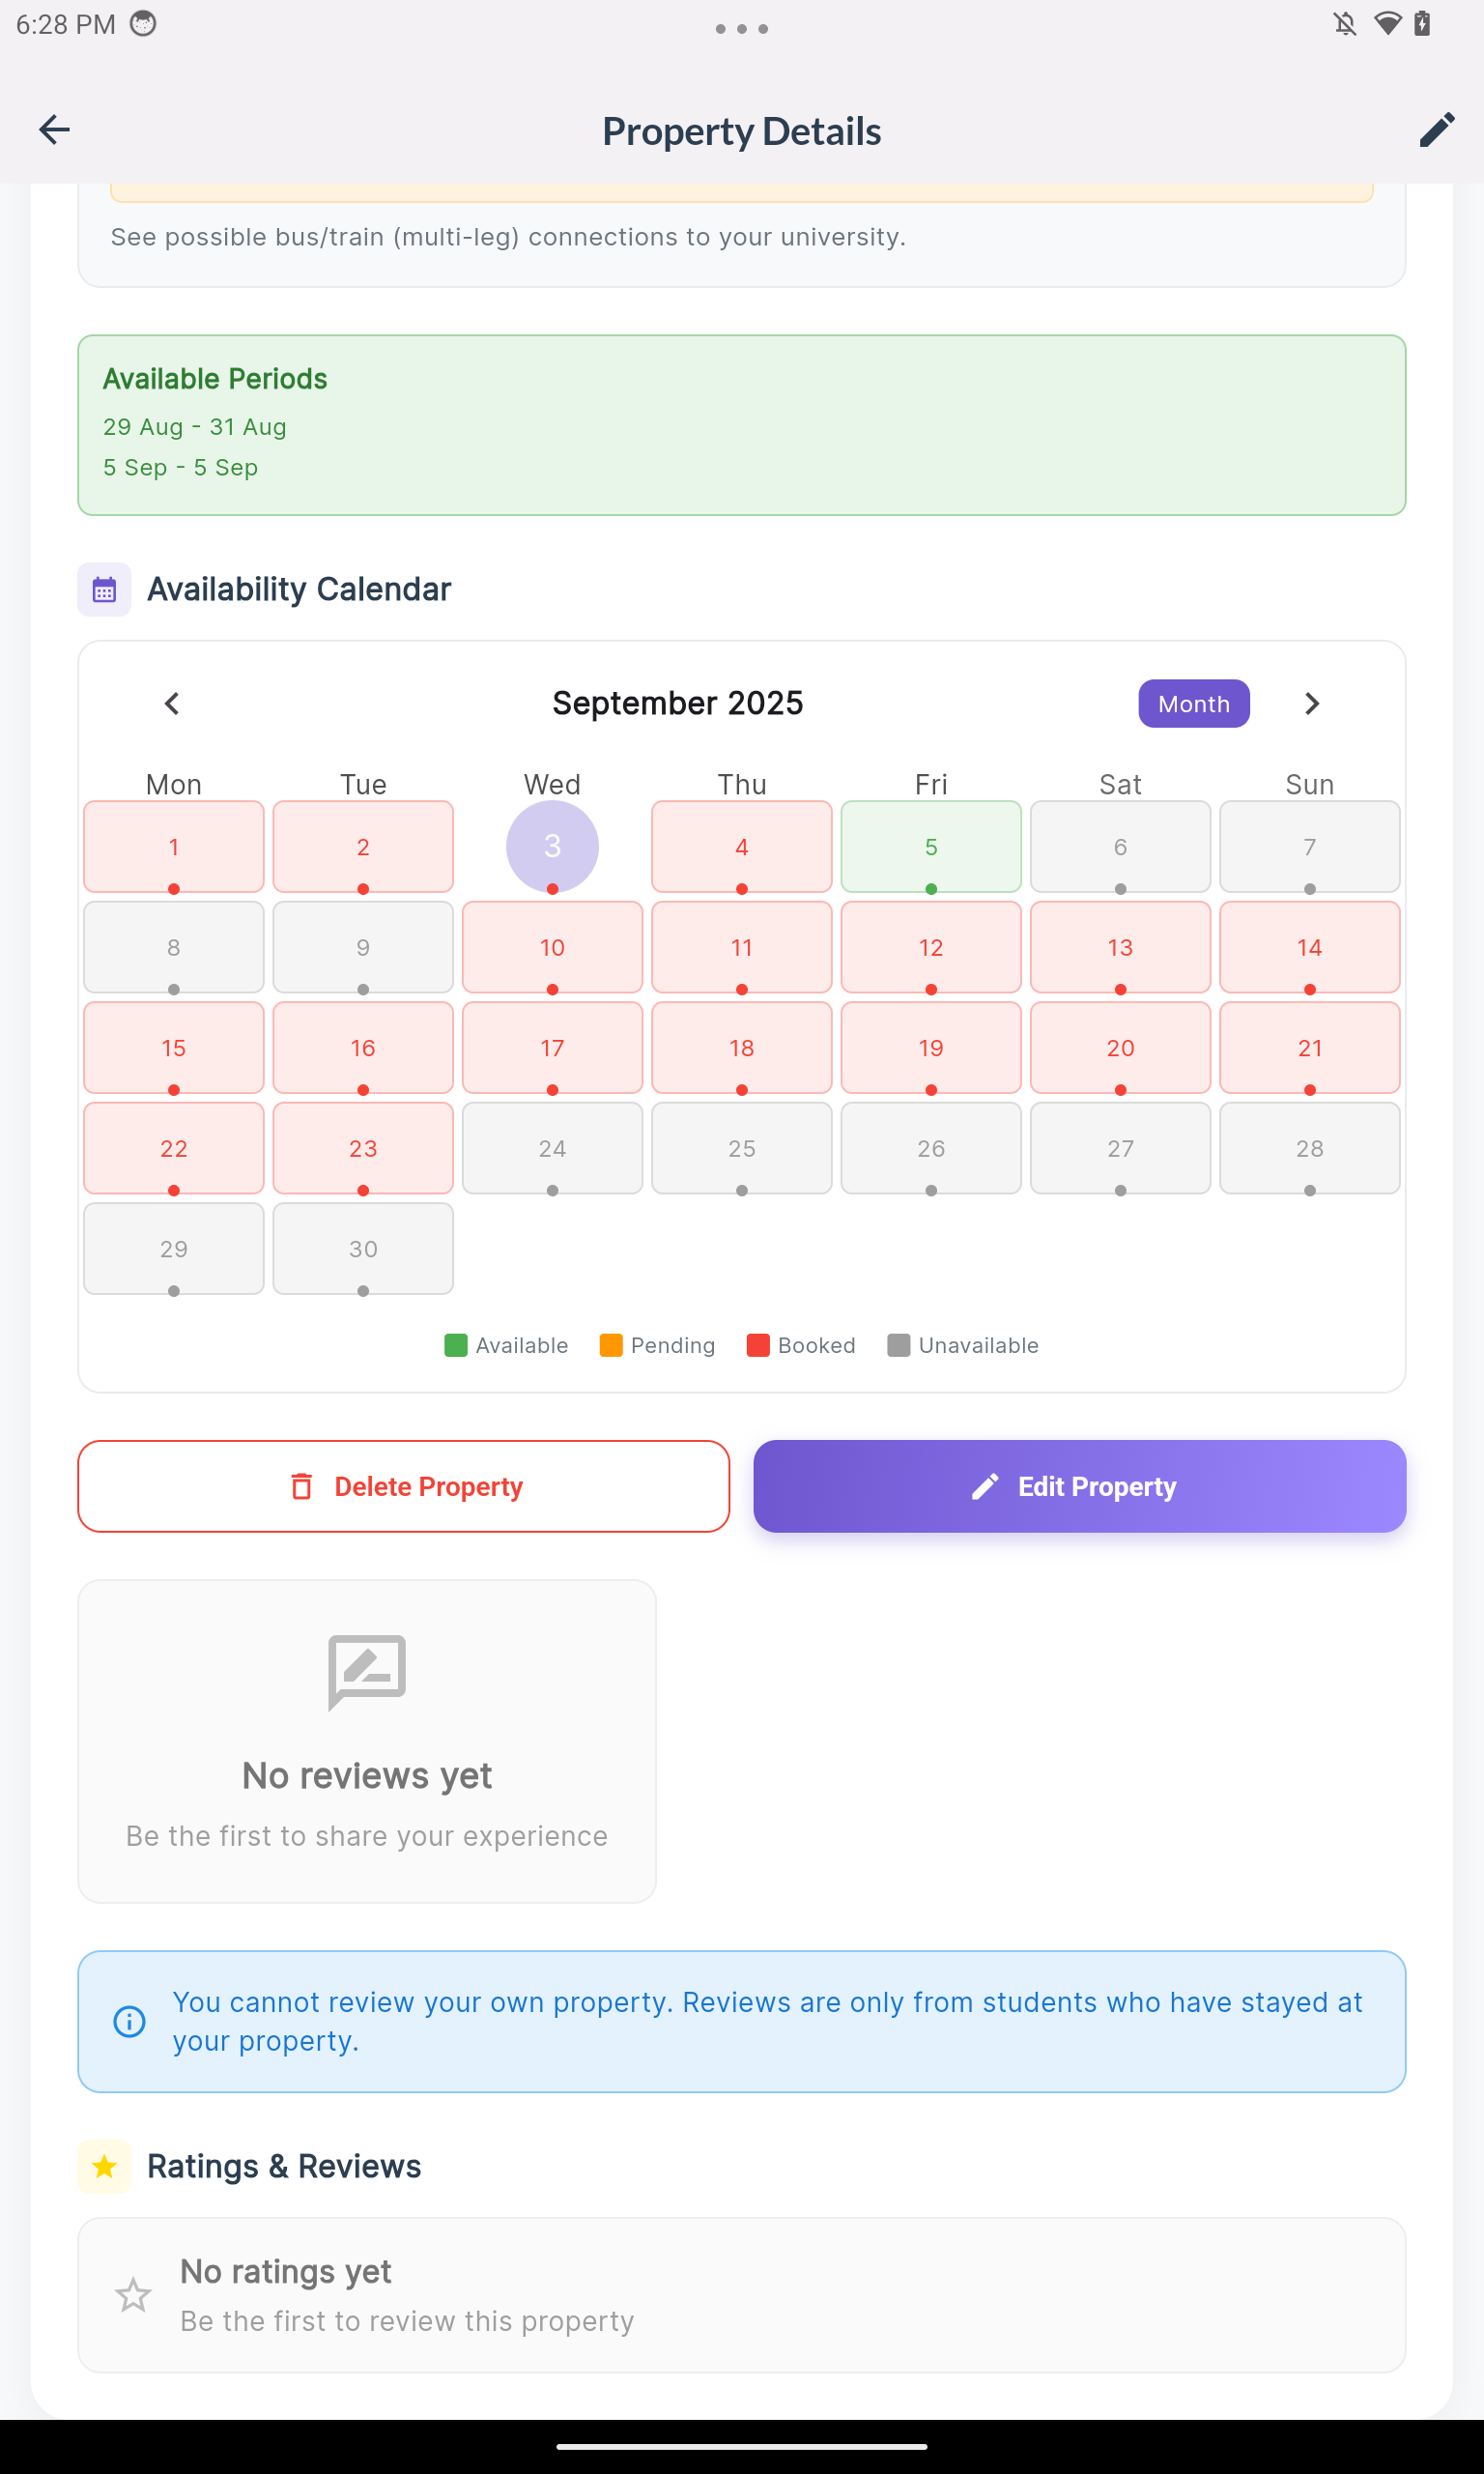 6:28 PM
Property Details
See possible bus/train (multi-leg) connections to your university.
Available Periods
29 Aug - 31 Aug
5 Sep - 5 Sep
Availability Calendar
September 2025
Month
Mon Tue Wed Thu Fri Sat Sun
1 2 3 4 5 6 7
8 9 10 11 12 13 14
15 16 17 18 19 20 21
22 23 24 25 26 27 28
29 30
Available Pending Booked Unavailable
Delete Property Edit Property
No reviews yet
Be the first to share your experience
You cannot review your own property. Reviews are only from students who have stayed at
your property.
Ratings & Reviews
No ratings yet
Be the first to review this property